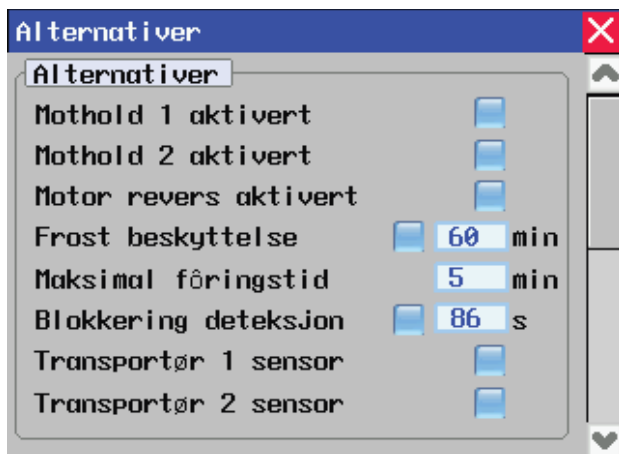 Alternativer
Alternativer
Mothold 1 aktivert
Mothold 2 aktivert
Motor revers aktivert
Frost beskyttelse 60 min
Maksimal fôringstid 5 min
Blokkering deteksjon 86 s
Transportør 1 sensor
Transportør 2 sensor